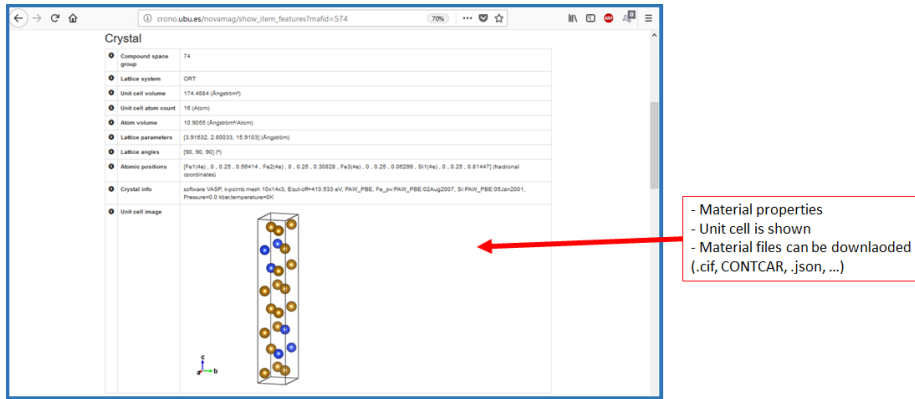 crono.ubu.es/novamag/show_item_features?mafid=574
70%
Crystal
Compound space group
74
Lattice system
ORT
Unit cell volume
174.4884 (Ångström³)
Unit cell atom count
16 (Atom)
Atom volume
10.9055 (Ångström³/Atom)
Lattice parameters
[3.91632, 2.80033, 15.9103] (Ångström)
Lattice angles
[90, 90, 90] (º)
Atomic positions
[Fe1(4e) , 0 , 0.25 , 0.56414 , Fe2(4e) , 0 , 0.25 , 0.30828 , Fe3(4e) , 0 , 0.25 , 0.06299 , Si1(4e) , 0 , 0.25 , 0.81447] (fractional
coordinates)
Crystal info
software VASP, k-points mesh 10x14x3, Ecut-off=410.533 eV, PAW_PBE, Fe_pv:PAW_PBE:02Aug2007, Si:PAW_PBE:05Jan2001,
Pressure=0.0 kbar,temperature=0K
Unit cell image
c
b
- Material properties
- Unit cell is shown
- Material files can be downlaoded
(.cif, CONTCAR, .json, ...)